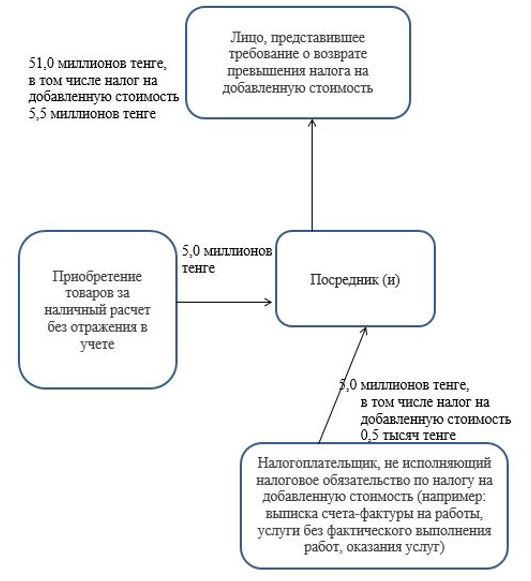 Лицо, представившее
требование о возврате
превышения налога на
добавленную стоимость
51,0 миллионов тенге,
в том числе налог на
добавленную стоимость
5,5 миллионов тенге
5,0 миллионов
тенге
Приобретение
товаров за
наличный расчет
без отражения в
учете
Посредник (и)
5,0 миллионов тенге,
в том числе налог на
добавленную стоимость
0,5 тысяч тенге
Налогоплательщик, не исполняющий
налоговое обязательство по налогу на
добавленную стоимость (например:
выписка счета-фактуры на работы,
услуги без фактического выполнения
работ, оказания услуг)